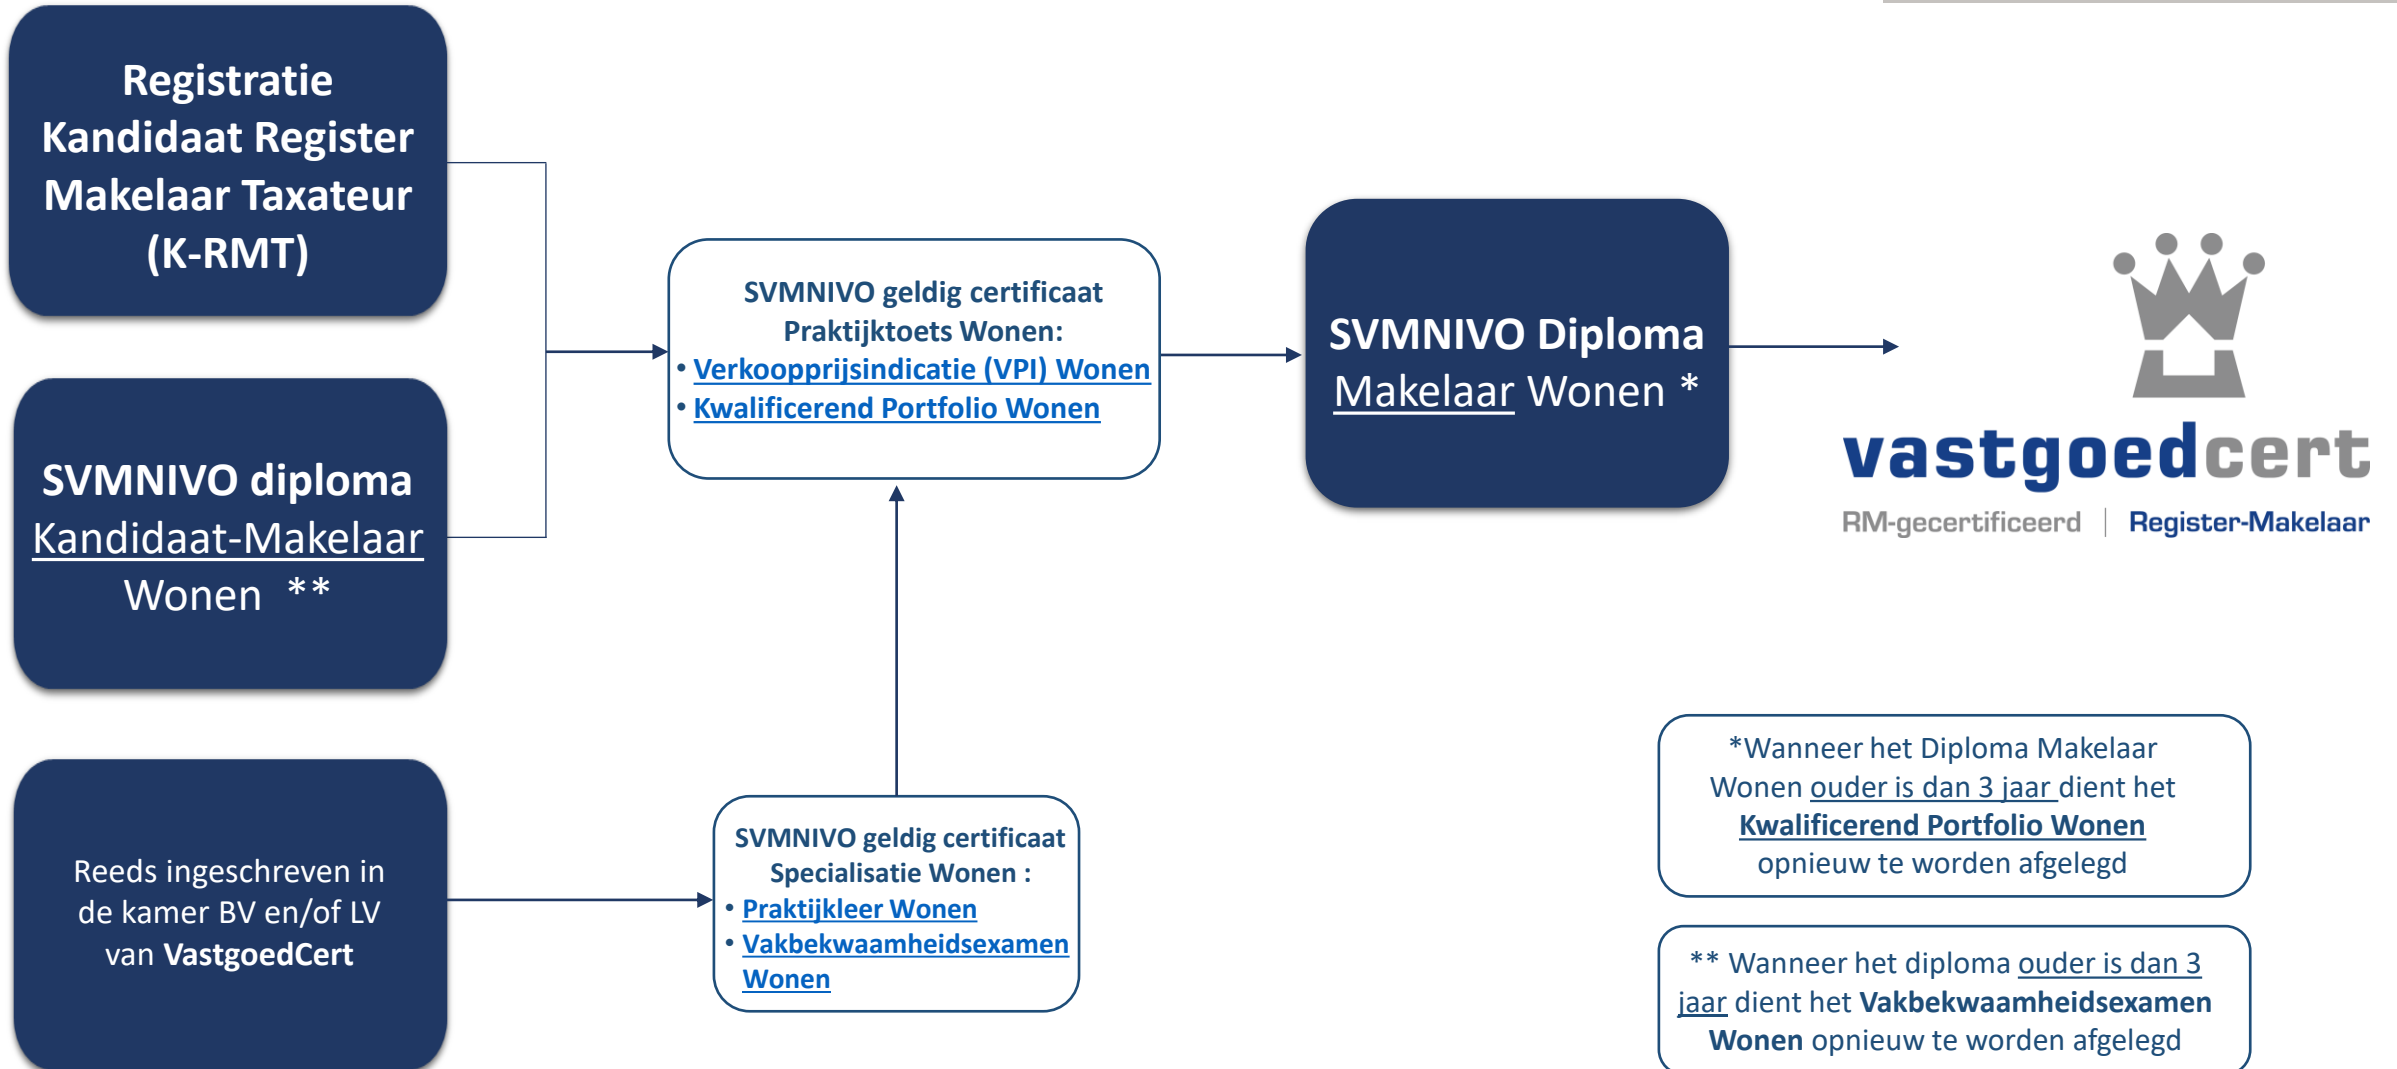 Registratie
Kandidaat Register
Makelaar Taxateur
(K-RMT)
SVMNIVO diploma
Kandidaat-Makelaar
Wonen **
Reeds ingeschreven in
de kamer BV en/of LV
van VastgoedCert
SVMNIVO geldig certificaat
Praktijktoets Wonen:
• Verkoopprijsindicatie (VPI) Wonen
• Kwalificerend Portfolio Wonen
SVMNIVO geldig certificaat
Specialisatie Wonen :
• Praktijkleer Wonen
• Vakbekwaamheidsexamen
Wonen
SVMNIVO Diploma
Makelaar Wonen *
vastgoedcert
RM-gecertificeerd | Register-Makelaar
*Wanneer het Diploma Makelaar
Wonen ouder is dan 3 jaar dient het
Kwalificerend Portfolio Wonen
opnieuw te worden afgelegd
** Wanneer het diploma ouder is dan 3
jaar dient het Vakbekwaamheidsexamen
Wonen opnieuw te worden afgelegd